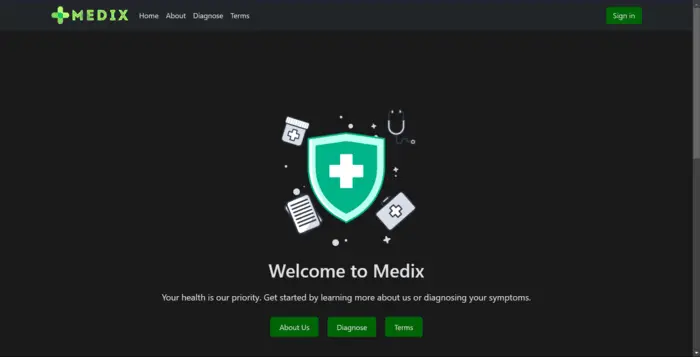 MEDIX Home About Diagnose Terms Sign in
Welcome to Medix
Your health is our priority. Get started by learning more about us or diagnosing your symptoms.
About Us Diagnose Terms